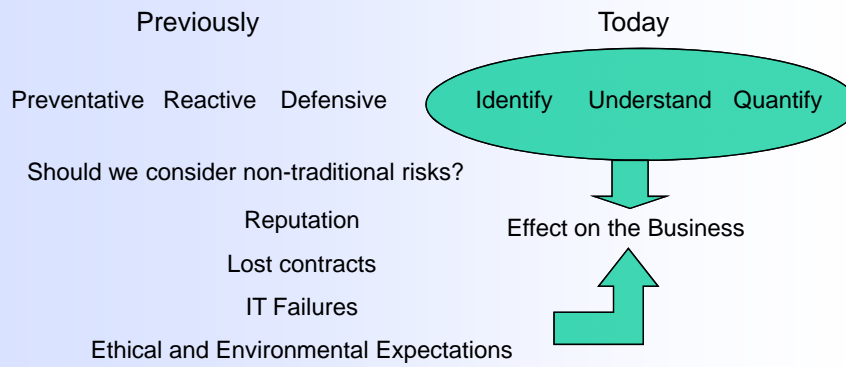 Previously Today
Preventative Reactive Defensive Identify Understand Quantify
Should we consider non-traditional risks?
Reputation Effect on the Business
Lost contracts
IT Failures
Ethical and Environmental Expectations